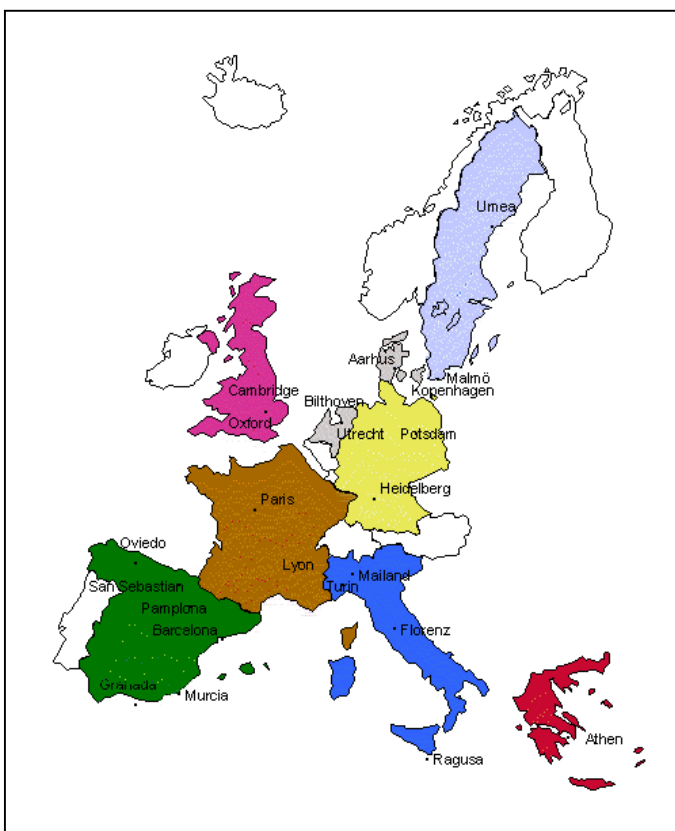 Umea
Aarhus
Malmö
Kopenhagen
Cambridge
Bilthoven
Oxford
Utrecht
Potsdam
Heidelberg
Paris
Oviedo
Lyon
Mailand
San Sebastian
Turin
Pamplona
Barcelona
Florenz
Granada
Murcia
Athen
Ragusa